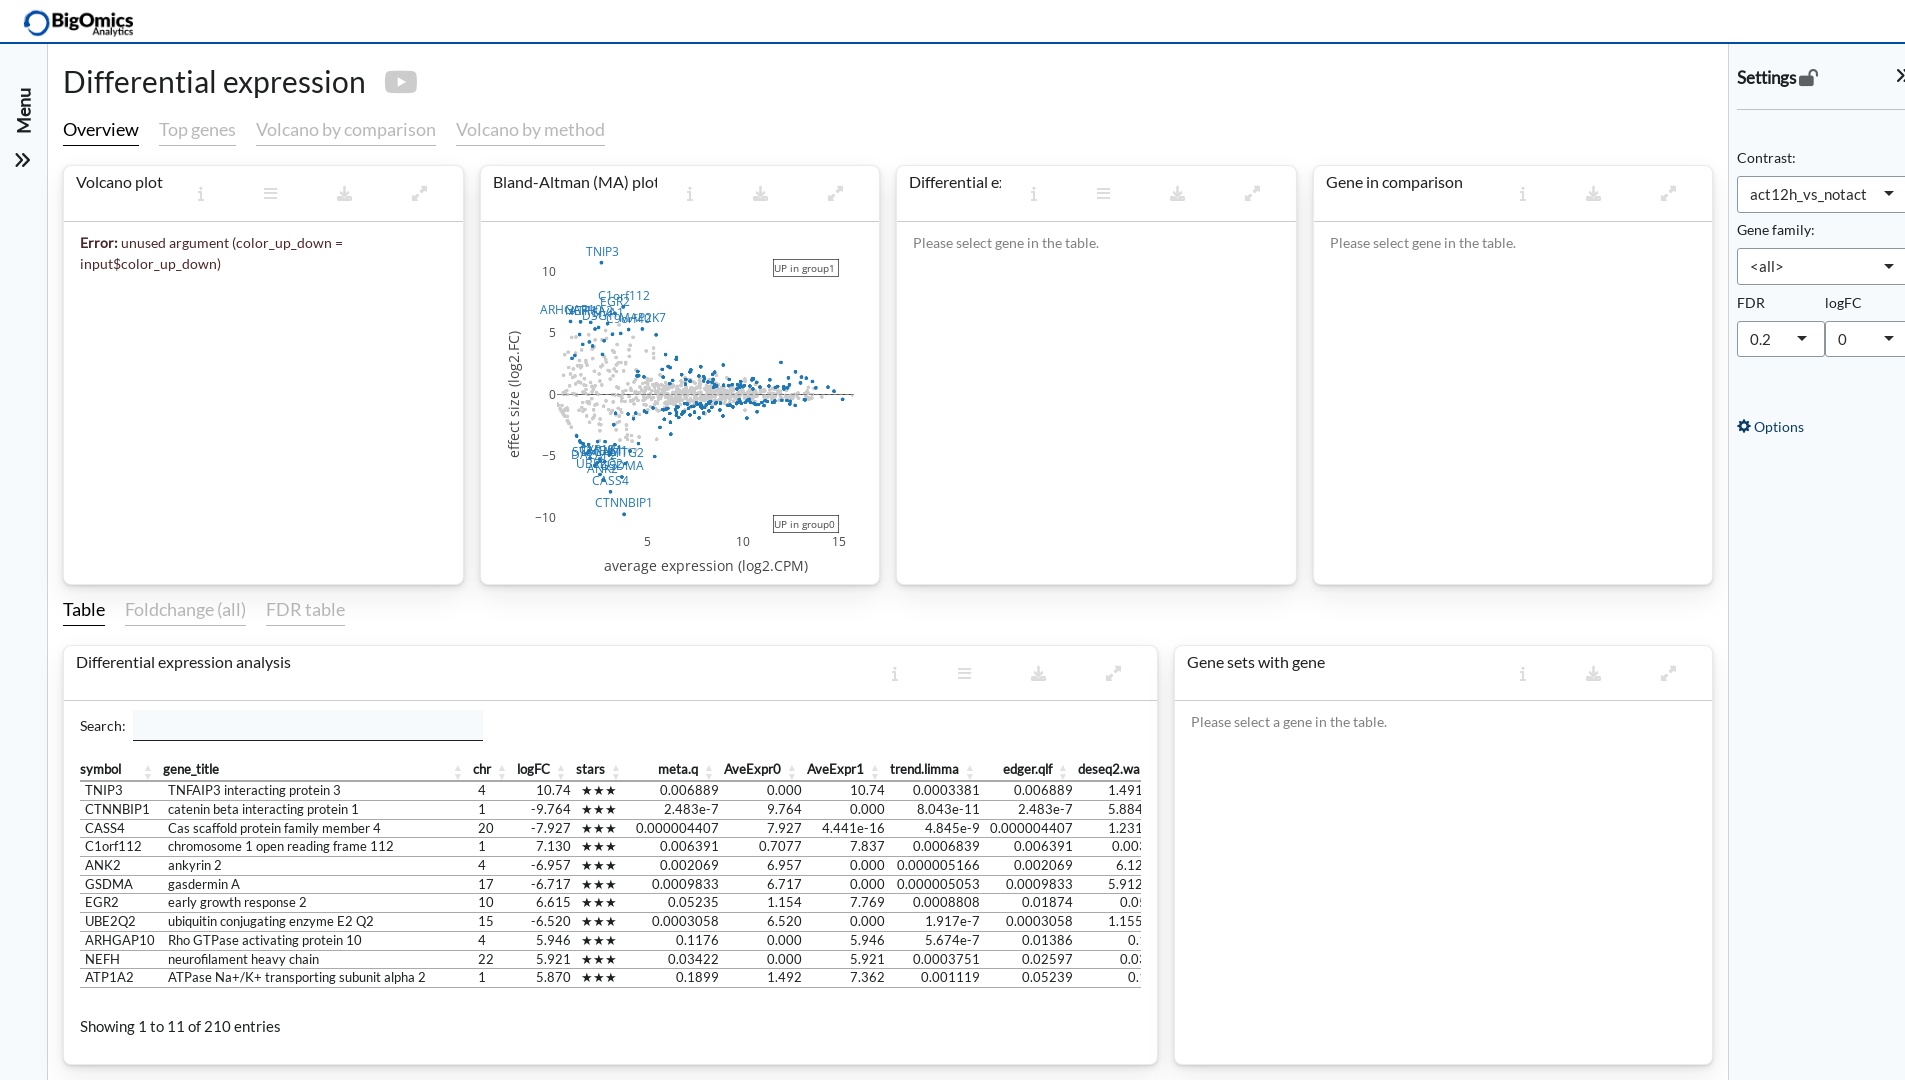 BigOmics
Analytics
Menu
Differential expression
Overview
Top genes
Volcano by comparison
Volcano by method
Volcano plot
Error: unused argument (color_up_down =
input$color_up_down)
Bland-Altman (MA) plot
TNIP3
UP in group1
C1orf112
EGR2
MAP2K7
CASS4
CTNNBIP1
UP in group0
10
5
0
−5
−10
5
10
15
effect size (log2.FC)
average expression (log2.CPM)
Differential e
Please select gene in the table.
Gene in comparison
Please select gene in the table.
Table
Foldchange (all)
FDR table
Differential expression analysis
Search:
symbol gene_title chr logFC stars meta.q AveExpr0 AveExpr1 trend.limma edger.qlf deseq2.wa
TNIP3 TNFAIP3 interacting protein 3 4 10.74 ★★★ 0.006889 0.000 10.74 0.0003381 0.006889 1.491
CTNNBIP1 catenin beta interacting protein 1 1 -9.764 ★★★ 2.483e-7 9.764 0.000 8.043e-11 2.483e-7 5.884
CASS4 Cas scaffold protein family member 4 20 -7.927 ★★★ 0.000004407 7.927 4.441e-16 4.845e-9 0.000004407 1.231
C1orf112 chromosome 1 open reading frame 112 1 7.130 ★★★ 0.006391 0.7077 7.837 0.0006839 0.006391 0.00
ANK2 ankyrin 2 4 -6.957 ★★★ 0.002069 6.957 0.000 0.000005166 0.002069 6.12
GSDMA gasdermin A 17 -6.717 ★★★ 0.0009833 6.717 0.000 0.000005053 0.0009833 5.912
EGR2 early growth response 2 10 6.615 ★★★ 0.05235 1.154 7.769 0.0008808 0.01874 0.0
UBE2Q2 ubiquitin conjugating enzyme E2 Q2 15 -6.520 ★★★ 0.0003058 6.520 0.000 1.917e-7 0.0003058 1.155
ARHGAP10 Rho GTPase activating protein 10 4 5.946 ★★★ 0.1176 0.000 5.946 5.674e-7 0.01386 0.
NEFH neurofilament heavy chain 22 5.921 ★★★ 0.03422 0.000 5.921 0.0003751 0.02597 0.0
ATP1A2 ATPase Na+/K+ transporting subunit alpha 2 1 5.870 ★★★ 0.1899 1.492 7.362 0.001119 0.05239 0.
Showing 1 to 11 of 210 entries
Gene sets with gene
Please select a gene in the table.
Settings
Contrast:
act12h_vs_notact
Gene family:
<all>
FDR logFC
0.2 0
Options